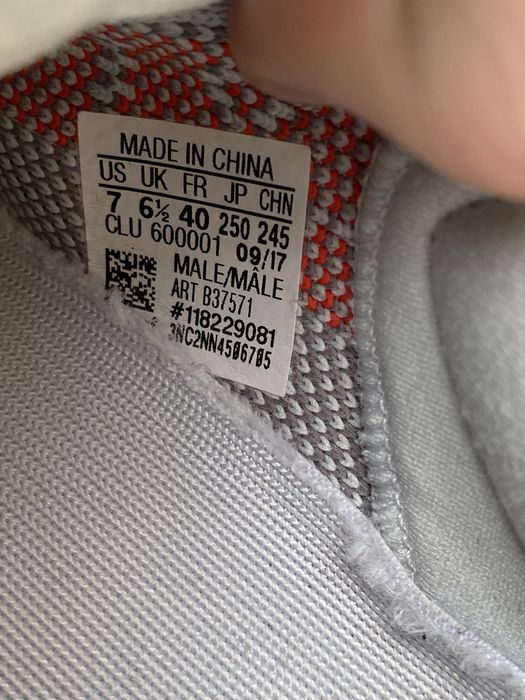 MADE IN CHINA
US UK FR JP CHN
7 6½ 40 250 245
CLU 600001 09/17
MALE/MÂLE
ART B37571
#118229081
3NC2NN4506705